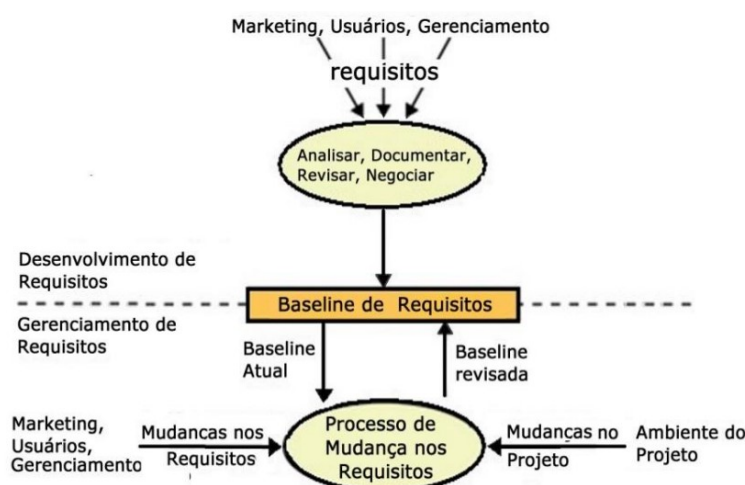 Marketing, Usuários, Gerenciamento
requisitos
Analisar, Documentar,
Revisar, Negociar
Desenvolvimento de
Requisitos
Baseline de Requisitos
Gerenciamento de
Requisitos
Baseline
Atual
Baseline
revisada
Marketing,
Usuários,
Gerenciamento
Mudancas nos
Requisitos
Processo de
Mudança nos
Requisitos
Mudanças no
Projeto
Ambiente do
Projeto